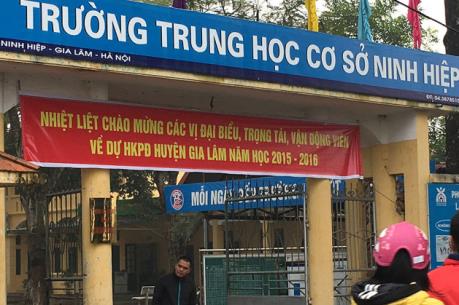 TRƯỜNG TRUNG HỌC CƠ SỞ NINH HIỆP
NINH HIỆP - GIA LÂM - HÀ NỘI
NHIỆT LIỆT CHÀO MỪNG CÁC VỊ ĐẠI BIỂU, TRỌNG TÀI, VẬN ĐỘNG VIÊN
VỀ DỰ HKPĐ HUYỆN GIA LÂM NĂM HỌC 2015 - 2016
MỖI NGÀY